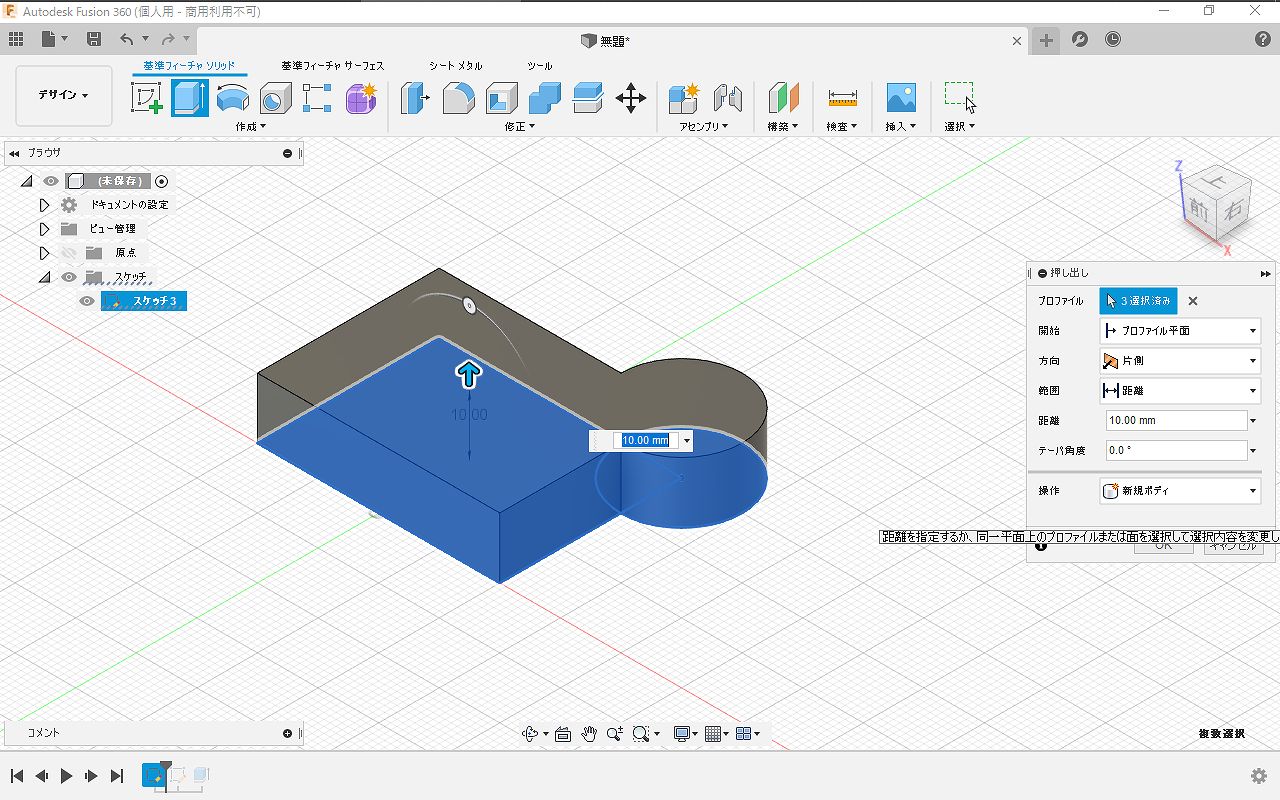 Autodesk Fusion 360 (個人用 - 商用利用不可)
無題*
基準フィーチャ ソリッド
基準フィーチャ サーフェス
シート メタル
ツール
デザイン
作成
修正
アセンブリ
構築
検査
挿入
選択
ブラウザ
(未保存)
ドキュメントの設定
ビュー管理
原点
スケッチ
スケッチ3
Z
上
前
右
X
押し出し
プロファイル
3 選択済み
開始
プロファイル平面
方向
片側
範囲
距離
距離
10.00 mm
テーパ角度
0.0 °
操作
新規ボディ
10.00
10.00 mm
距離を指定するか、同一平面上のプロファイルまたは面を選択して選択内容を変更し
OK
キャンセル
コメント
複数選択